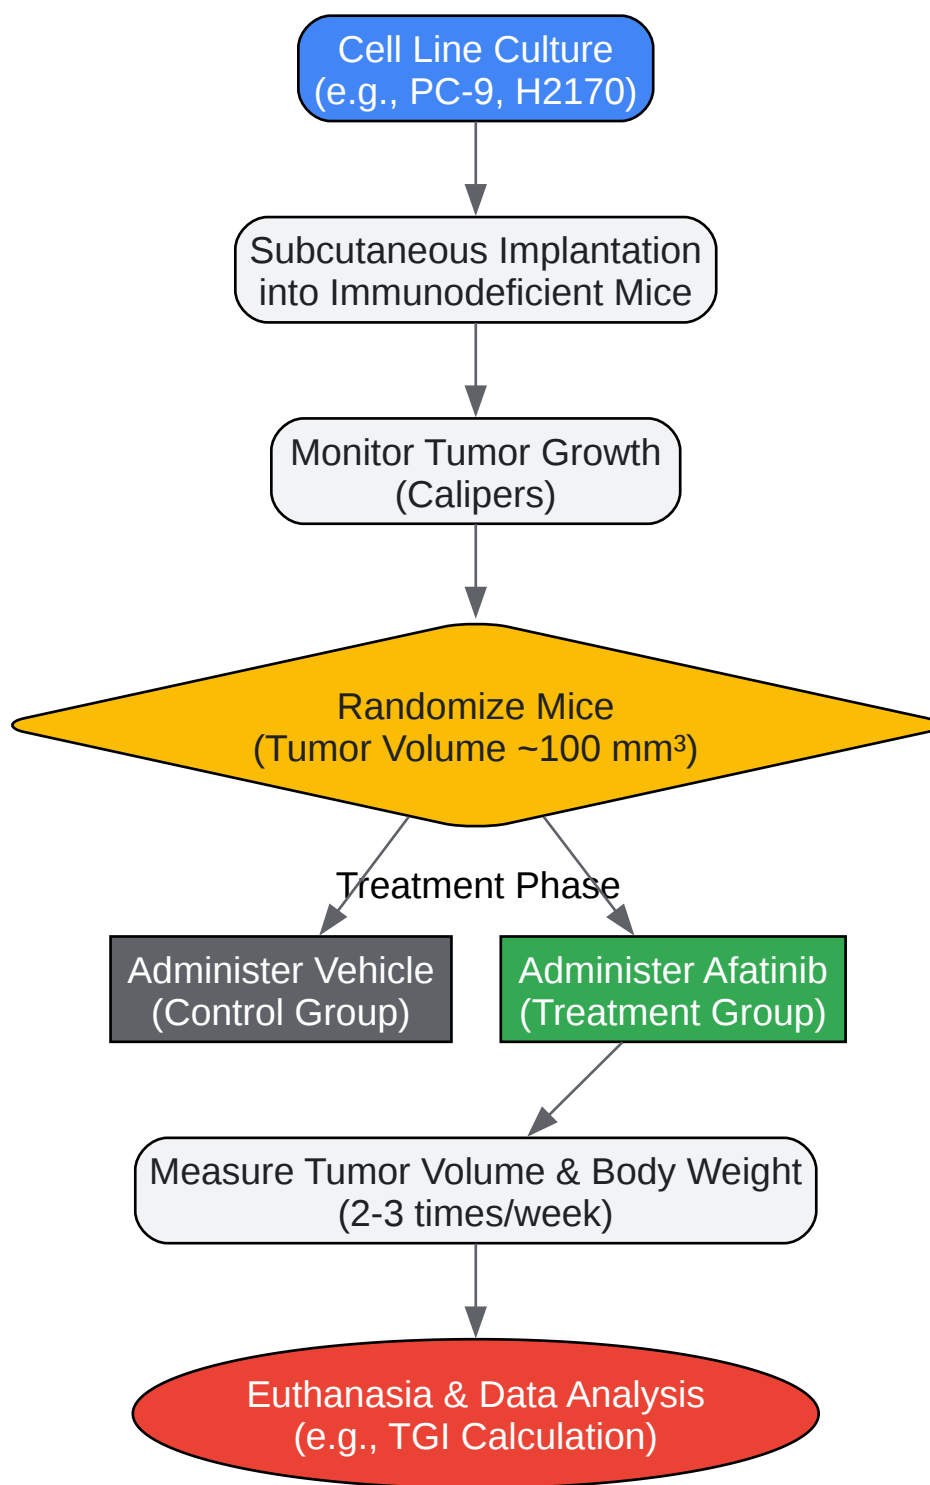 Cell Line Culture
(e.g., PC-9, H2170)
Subcutaneous Implantation
into Immunodeficient Mice
Monitor Tumor Growth
(Calipers)
Randomize Mice
(Tumor Volume ~100 mm³)
Treatment Phase
Administer Vehicle
(Control Group)
Administer Afatinib
(Treatment Group)
Measure Tumor Volume & Body Weight
(2-3 times/week)
Euthanasia & Data Analysis
(e.g., TGI Calculation)